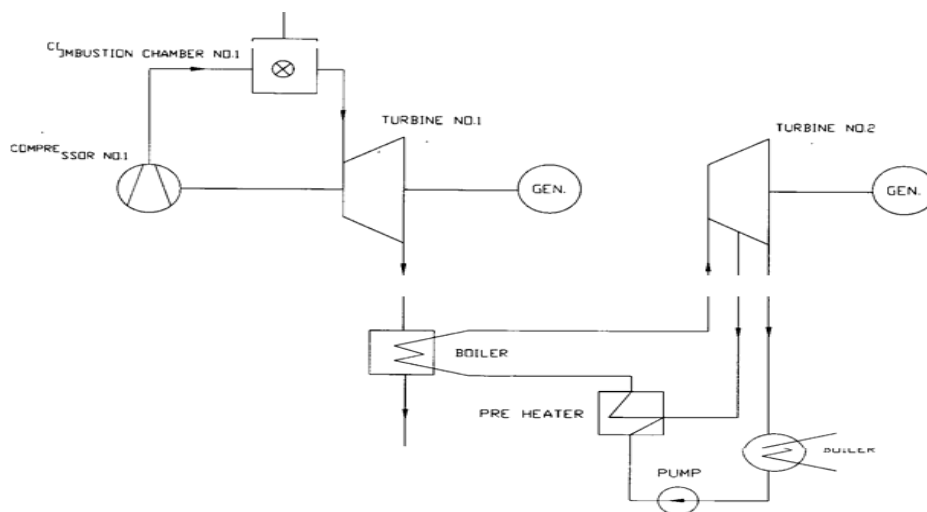 COMBUSTION CHAMBER NO.1
TURBINE NO.1
TURBINE NO.2
COMPRESSOR NO.1
GEN.
GEN.
BOILER
PRE HEATER
BOILER
PUMP